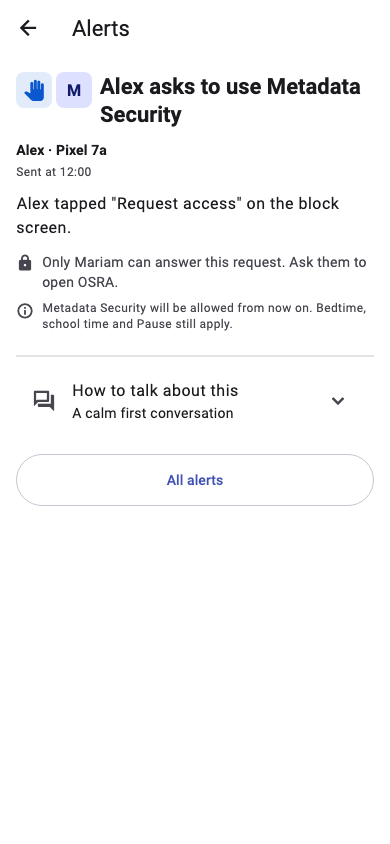 Alerts
M
Alex asks to use Metadata
Security
Alex · Pixel 7a
Sent at 12:00
Alex tapped "Request access" on the block
screen.
Only Mariam can answer this request. Ask them to
open OSRA.
Metadata Security will be allowed from now on. Bedtime,
school time and Pause still apply.
How to talk about this
A calm first conversation
All alerts